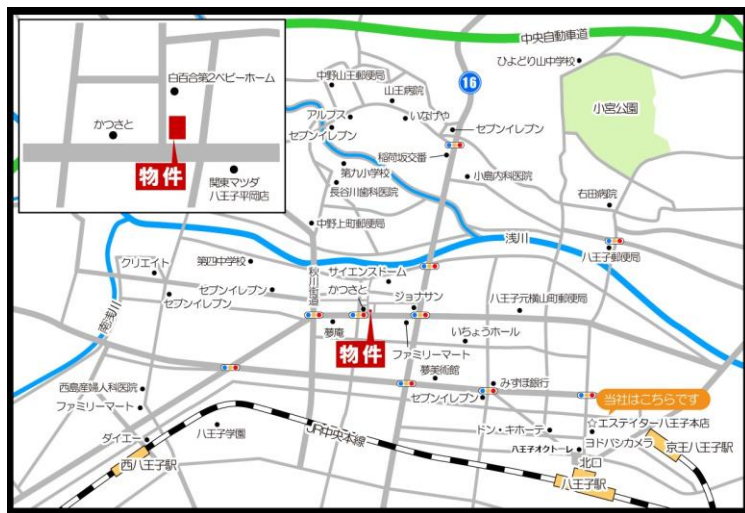 白百合第2ベビーホーム
かつさと
物件
関東マツダ
八王子平岡店
中央自動車道
ひよどり山中学校
16
小宮公園
中野山王郵便局
山王病院
アルプス
いなげや
セブンイレブン
セブンイレブン
稲荷坂交番
第九小学校
長谷川歯科医院
小島内科医院
右田病院
中野上町郵便局
浅川
八王子郵便局
クリエイト
第四中学校
サイエンスドーム
セブンイレブン
セブンイレブン
秋川街道
かつさと
ジョナサン
八王子元横山町郵便局
南浅川
夢庵
物件
ファミリーマート
いちょうホール
夢美術館
みずほ銀行
セブンイレブン
西島産婦人科医院
ファミリーマート
当社はこちらです
☆エステイター八王子本店
ダイエー
八王子学園
JR中央本線
ドン・キホーテ
ヨドバシカメラ
八王子オクトーレ
北口
京王八王子駅
西八王子駅
八王子駅